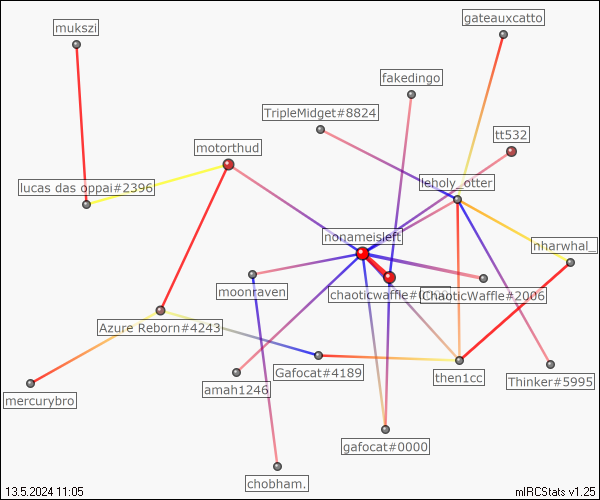 gateauxcatto
mukszi
fakedingo
TripleMidget#8824
tt532
motorthud
leholy_otter
lucas das oppai#2396
nonameisleft
nharwhal_
moonraven
ChaoticWaffle#2006
Azure Reborn#4243
Gafocat#4189
then1cc
Thinker#5995
amah1246
mercurybro
gafocat#0000
chobham.
13.5.2024 11:05
mIRCStats v1.25